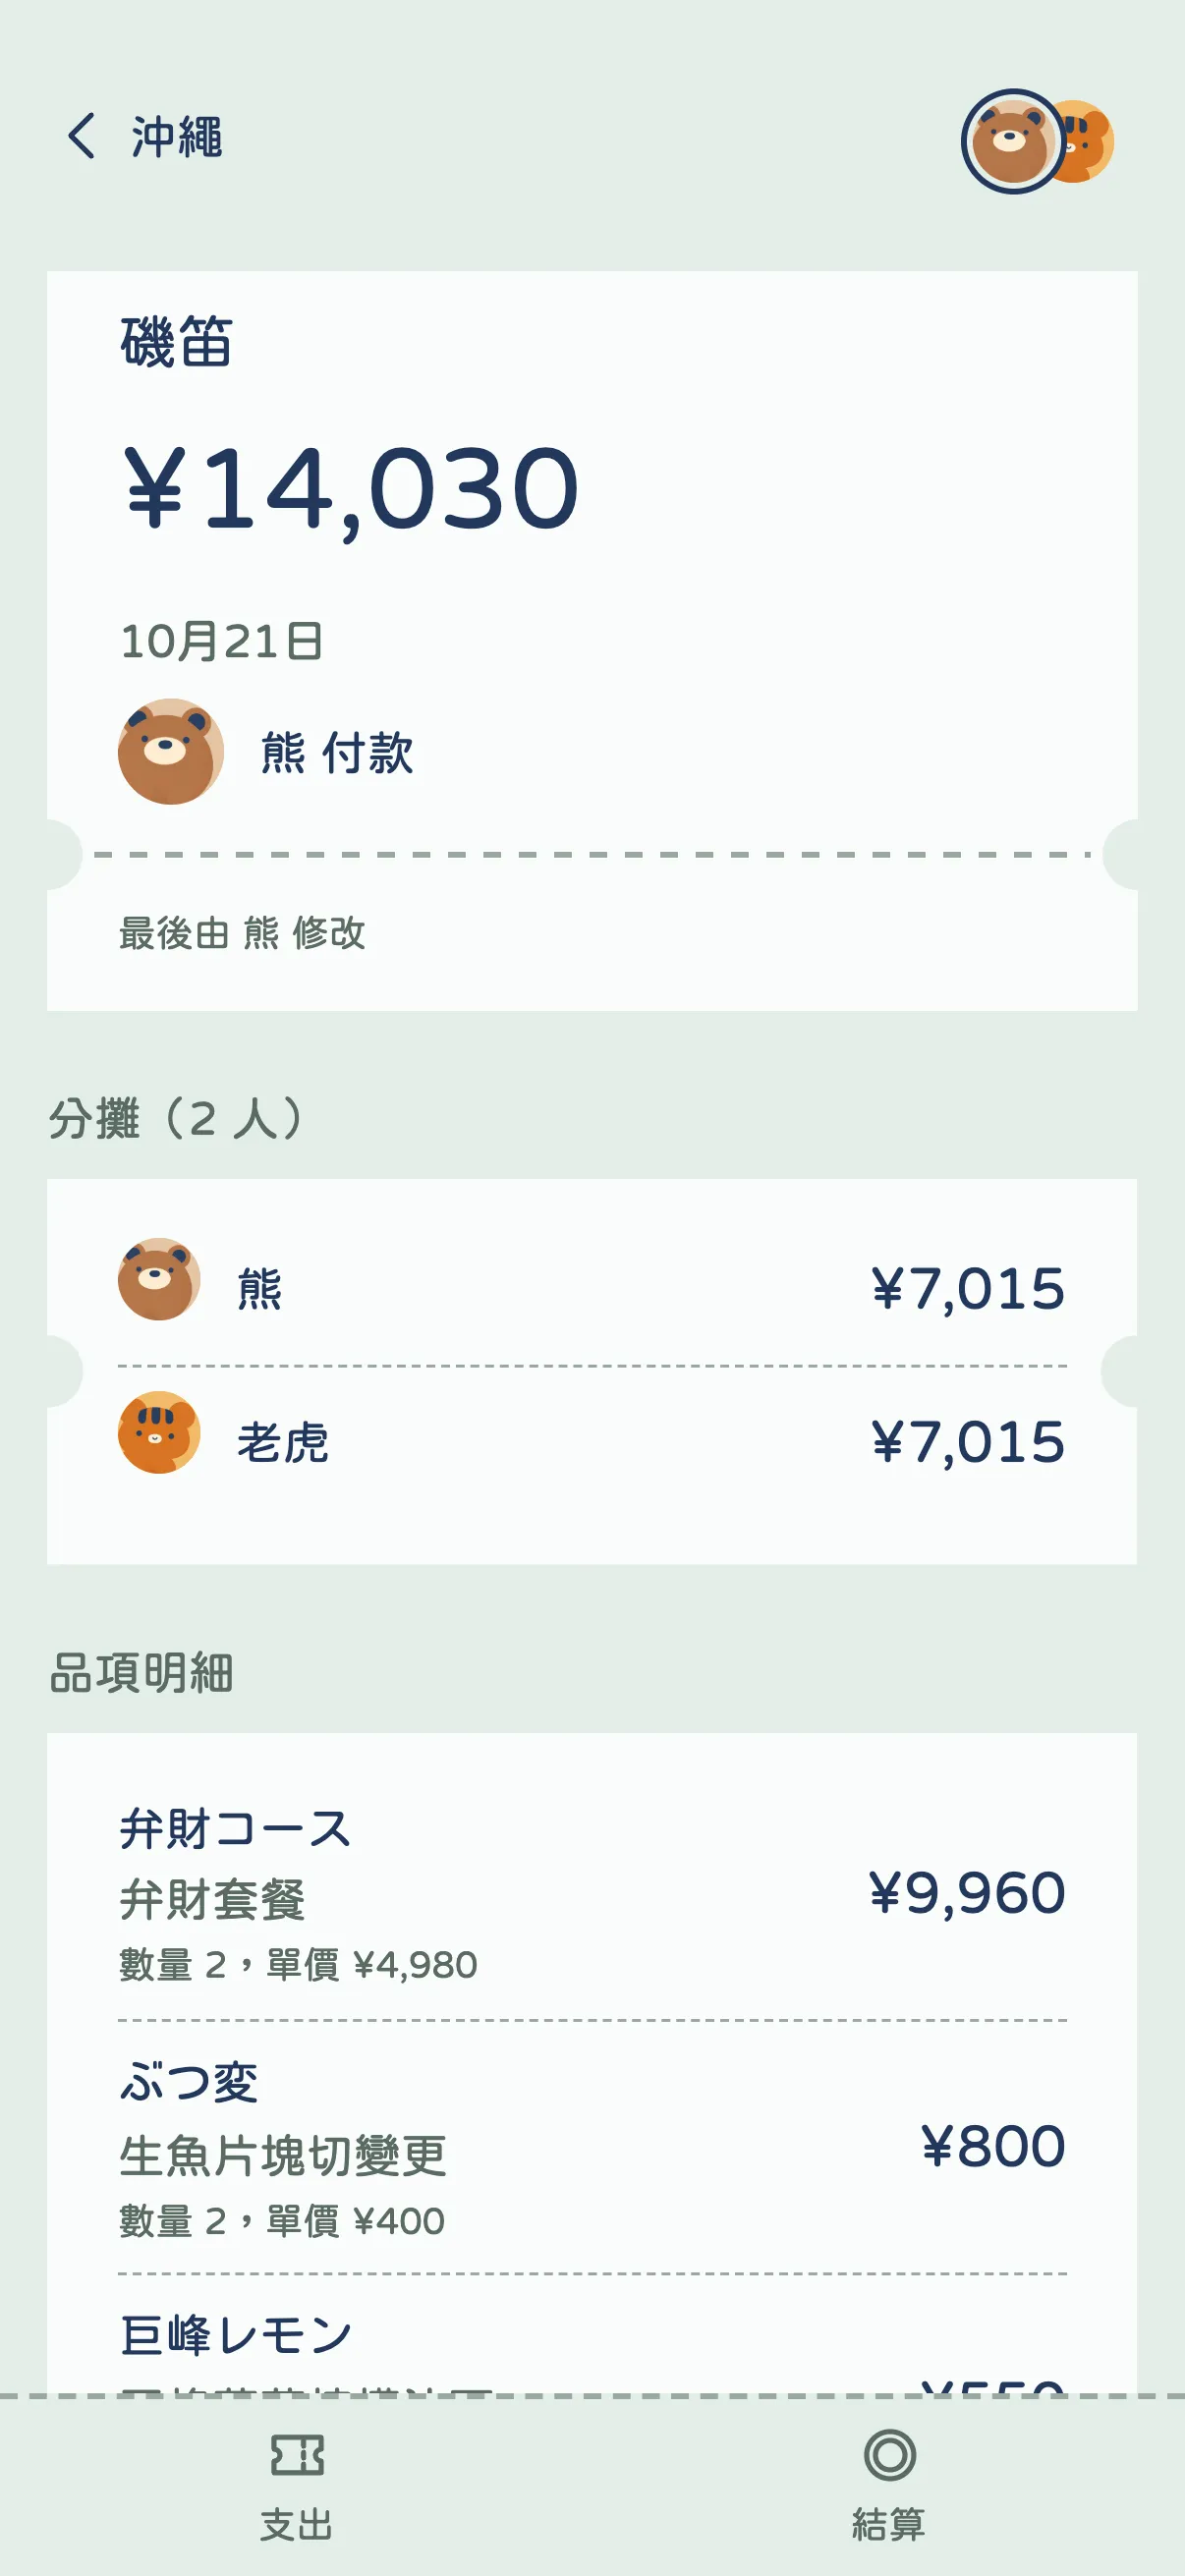 沖繩
磯笛
¥14,030
10月21日
熊 付款
最後由 熊 修改
分攤（2 人）
熊 ¥7,015
老虎 ¥7,015
品項明細
弁財コース
弁財套餐 ¥9,960
數量 2，單價 ¥4,980
ぶつ変
生魚片塊切變更 ¥800
數量 2，單價 ¥400
巨峰レモン
支出 結算